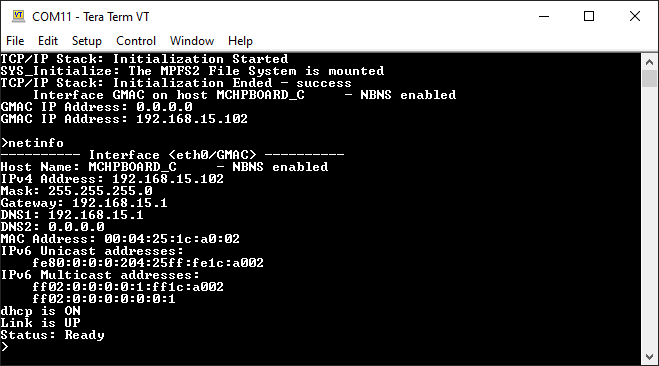 COM11 - Tera Term VT
File Edit Setup Control Window Help
TCP/IP Stack: Initialization Started
SYS_Initialize: The MPFS2 File System is mounted
TCP/IP Stack: Initialization Ended - success
    Interface GMAC on host MCHPBOARD_C     - NBNS enabled
GMAC IP Address: 0.0.0.0
GMAC IP Address: 192.168.15.102
>netinfo
---------- Interface <eth0/GMAC> ----------
Host Name: MCHPBOARD_C     - NBNS enabled
IPv4 Address: 192.168.15.102
Mask: 255.255.255.0
Gateway: 192.168.15.1
DNS1: 192.168.15.1
DNS2: 0.0.0.0
MAC Address: 00:04:25:1c:a0:02
IPv6 Unicast addresses:
    fe80:0:0:0:204:25ff:fe1c:a002
IPv6 Multicast addresses:
    ff02:0:0:0:0:1:ff1c:a002
    ff02:0:0:0:0:0:0:1
dhcp is ON
Link is UP
Status: Ready
>